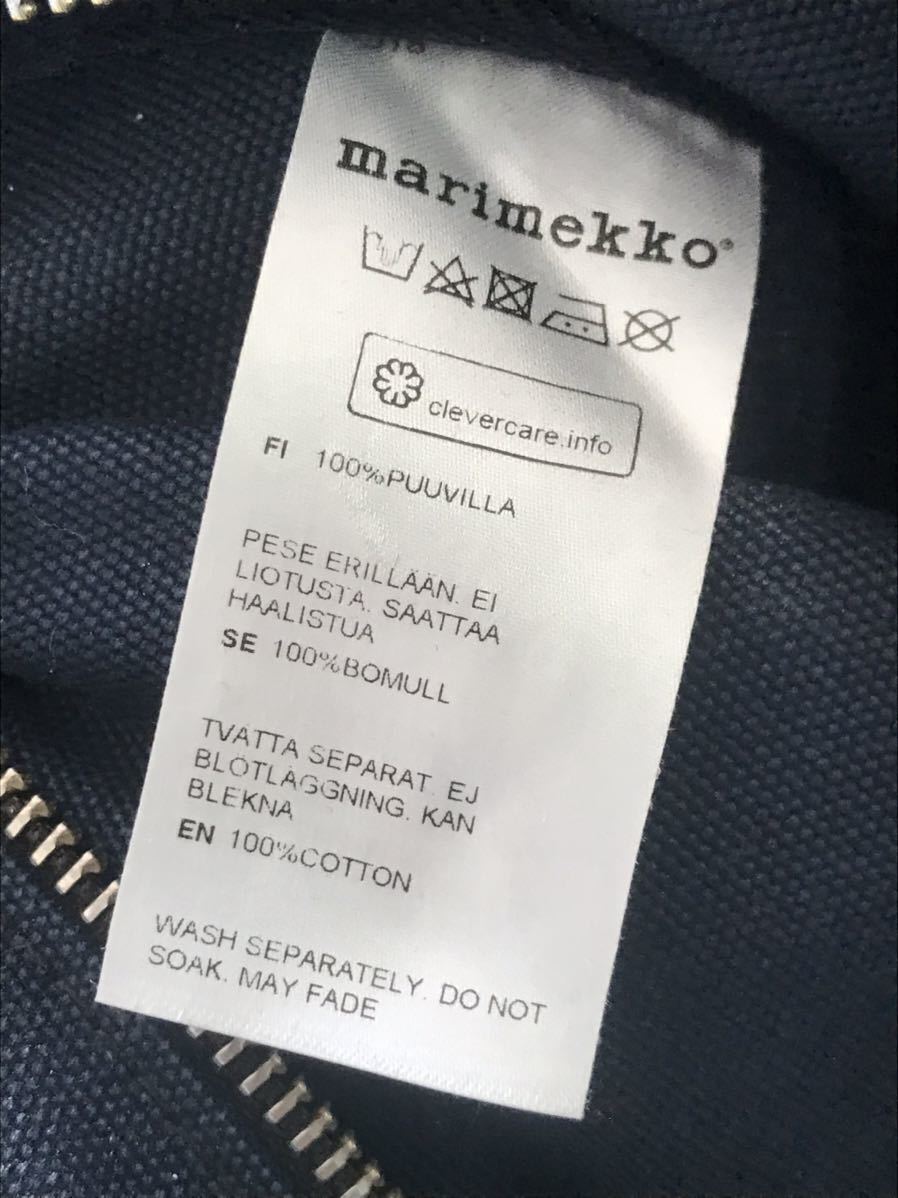 marimekko®
clevercare.info
FI 100%PUUVILLA
PESE ERILLÄÄN. EI
LIOTUSTA. SAATTAA
HAALISTUA
SE 100%BOMULL
TVÄTTA SEPARAT. EJ
BLÖTLÄGGNING. KAN
BLEKNA
EN 100%COTTON
WASH SEPARATELY. DO NOT
SOAK. MAY FADE